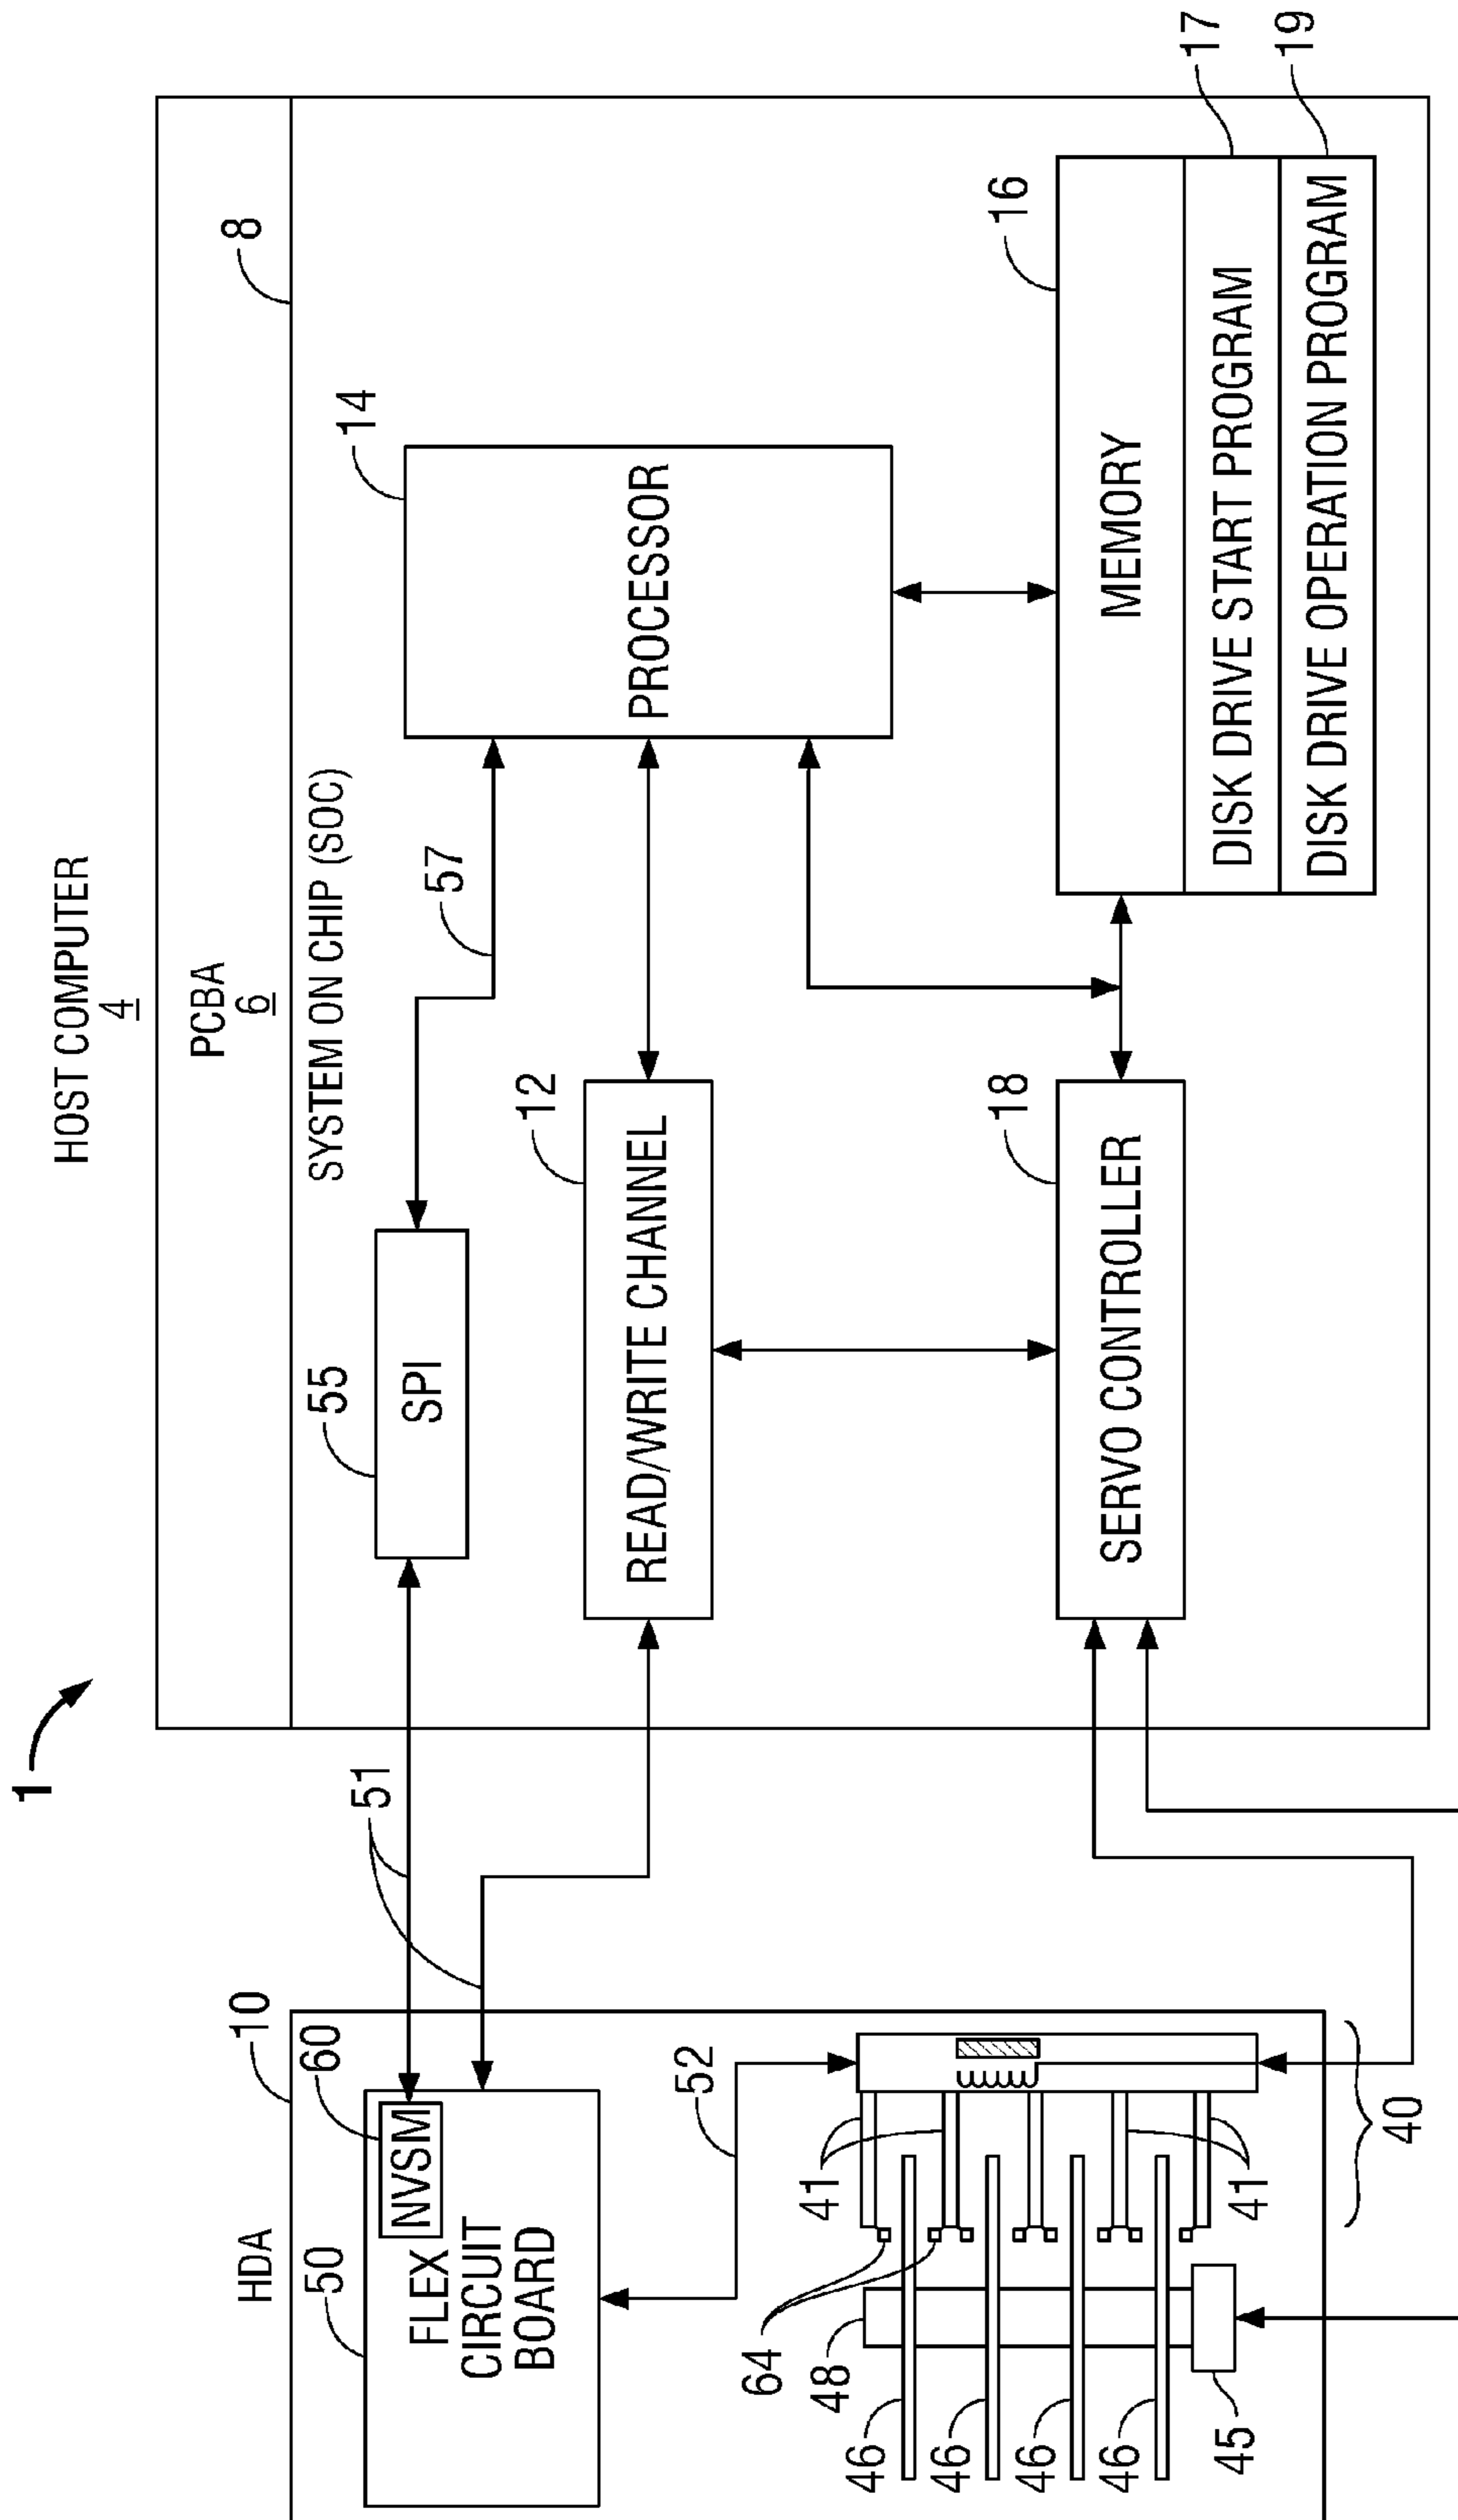 1
HOST COMPUTER
4
PCBA
6
8
SYSTEM ON CHIP (SOC)
HDA
10
50
60
NVSM
FLEX
CIRCUIT
BOARD
51
55
SPI
57
14
PROCESSOR
12
READ/WRITE CHANNEL
52
16
MEMORY
17
DISK DRIVE START PROGRAM
19
DISK DRIVE OPERATION PROGRAM
18
SERVO CONTROLLER
64
48
41
41
46
46
46
46
45
40